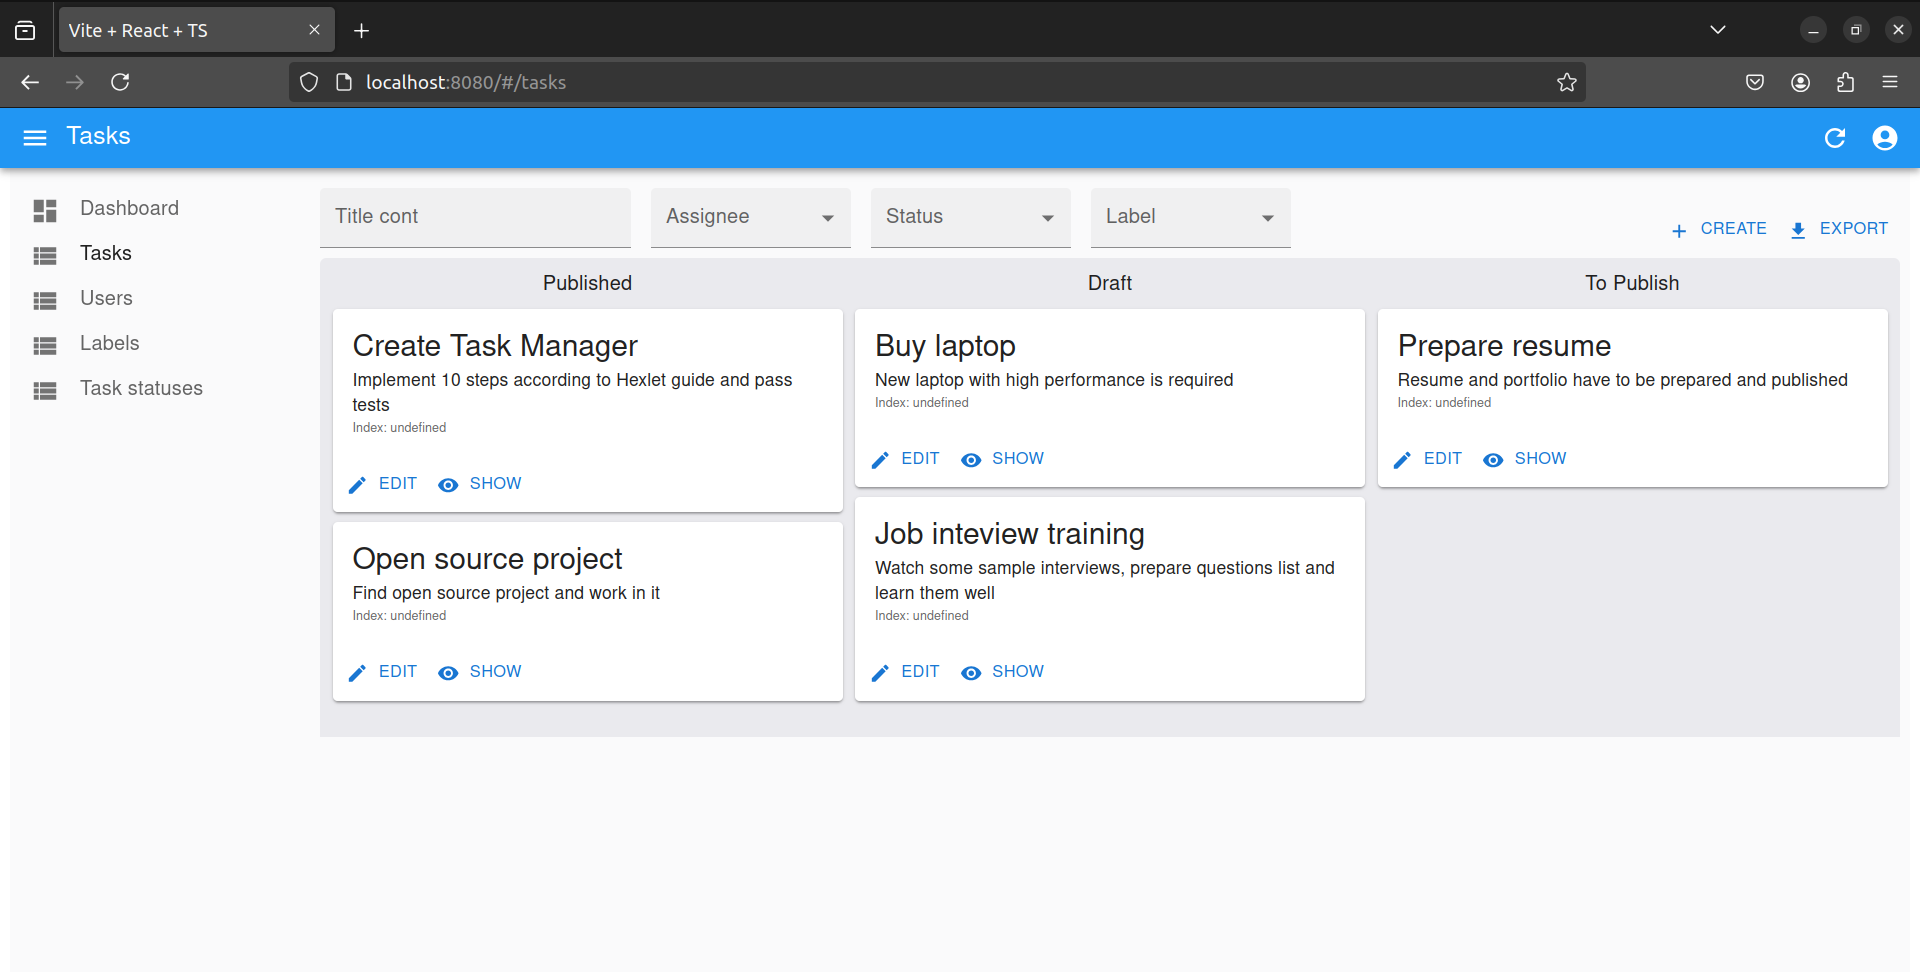 Vite + React + TS
localhost:8080/#/tasks
Tasks
Dashboard
Tasks
Users
Labels
Task statuses
Title cont
Assignee
Status
Label
CREATE
EXPORT
Published
Create Task Manager
Implement 10 steps according to Hexlet guide and pass
tests
Index: undefined
EDIT
SHOW
Open source project
Find open source project and work in it
Index: undefined
EDIT
SHOW
Draft
Buy laptop
New laptop with high performance is required
Index: undefined
EDIT
SHOW
Job inteview training
Watch some sample interviews, prepare questions list and
learn them well
Index: undefined
EDIT
SHOW
To Publish
Prepare resume
Resume and portfolio have to be prepared and published
Index: undefined
EDIT
SHOW